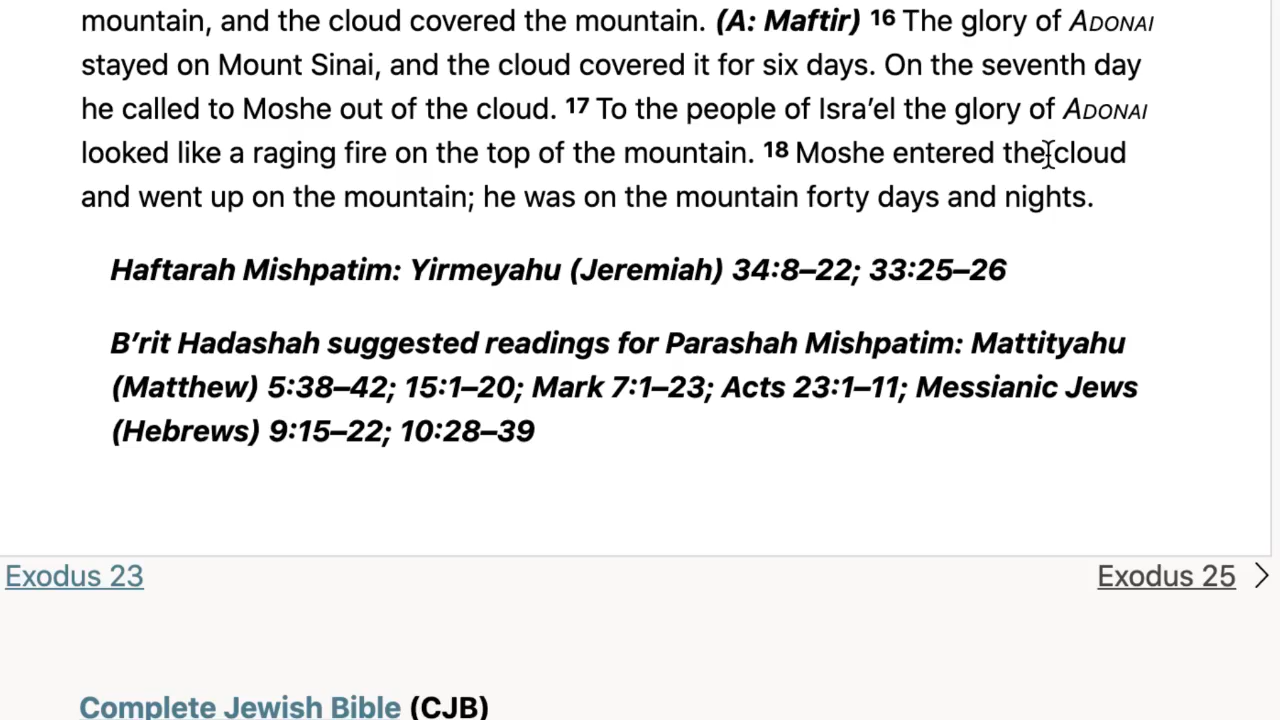 mountain, and the cloud covered the mountain. (A: Maftir) 16 The glory of ADONAI
stayed on Mount Sinai, and the cloud covered it for six days. On the seventh day
he called to Moshe out of the cloud. 17 To the people of Isra’el the glory of ADONAI
looked like a raging fire on the top of the mountain. 18 Moshe entered the cloud
and went up on the mountain; he was on the mountain forty days and nights.
Haftarah Mishpatim: Yirmeyahu (Jeremiah) 34:8–22; 33:25–26
B’rit Hadashah suggested readings for Parashah Mishpatim: Mattityahu
(Matthew) 5:38–42; 15:1–20; Mark 7:1–23; Acts 23:1–11; Messianic Jews
(Hebrews) 9:15–22; 10:28–39
Exodus 23
Exodus 25
Complete Jewish Bible (CJB)